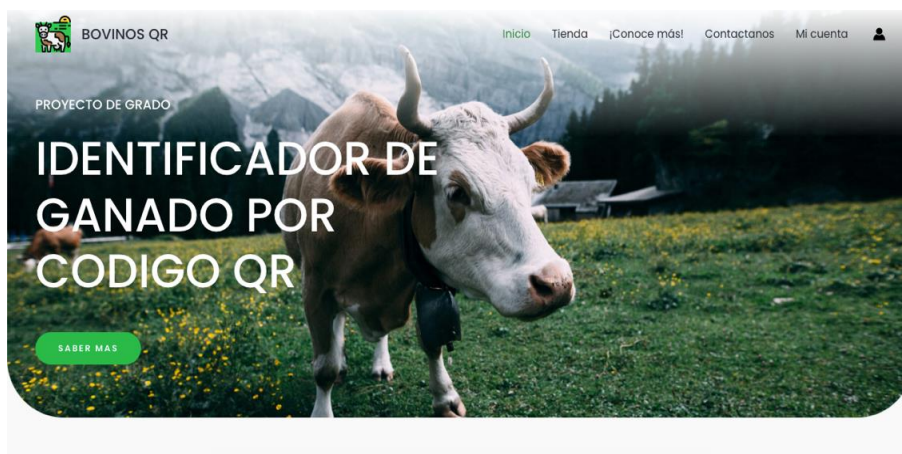 BOVINOS QR
Inicio Tienda ¡Conoce más! Contactanos Mi cuenta
PROYECTO DE GRADO
IDENTIFICADOR DE
GANADO POR
CODIGO QR
SABER MAS